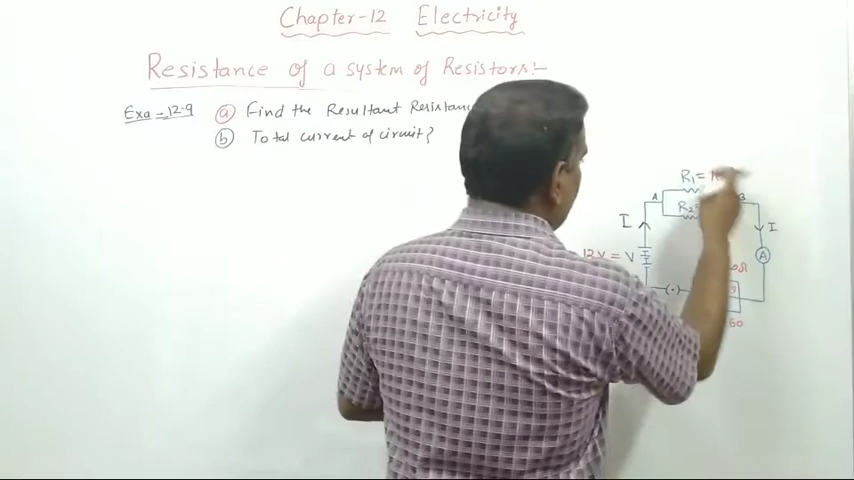 Chapter-12 Electricity
Resistance of a system of Resistors:-
Exa-12.9 (a) Find the Resultant Resistanc
(b) Total current of circuit?
R1=
A B
R2=
I I
12V = V A
60